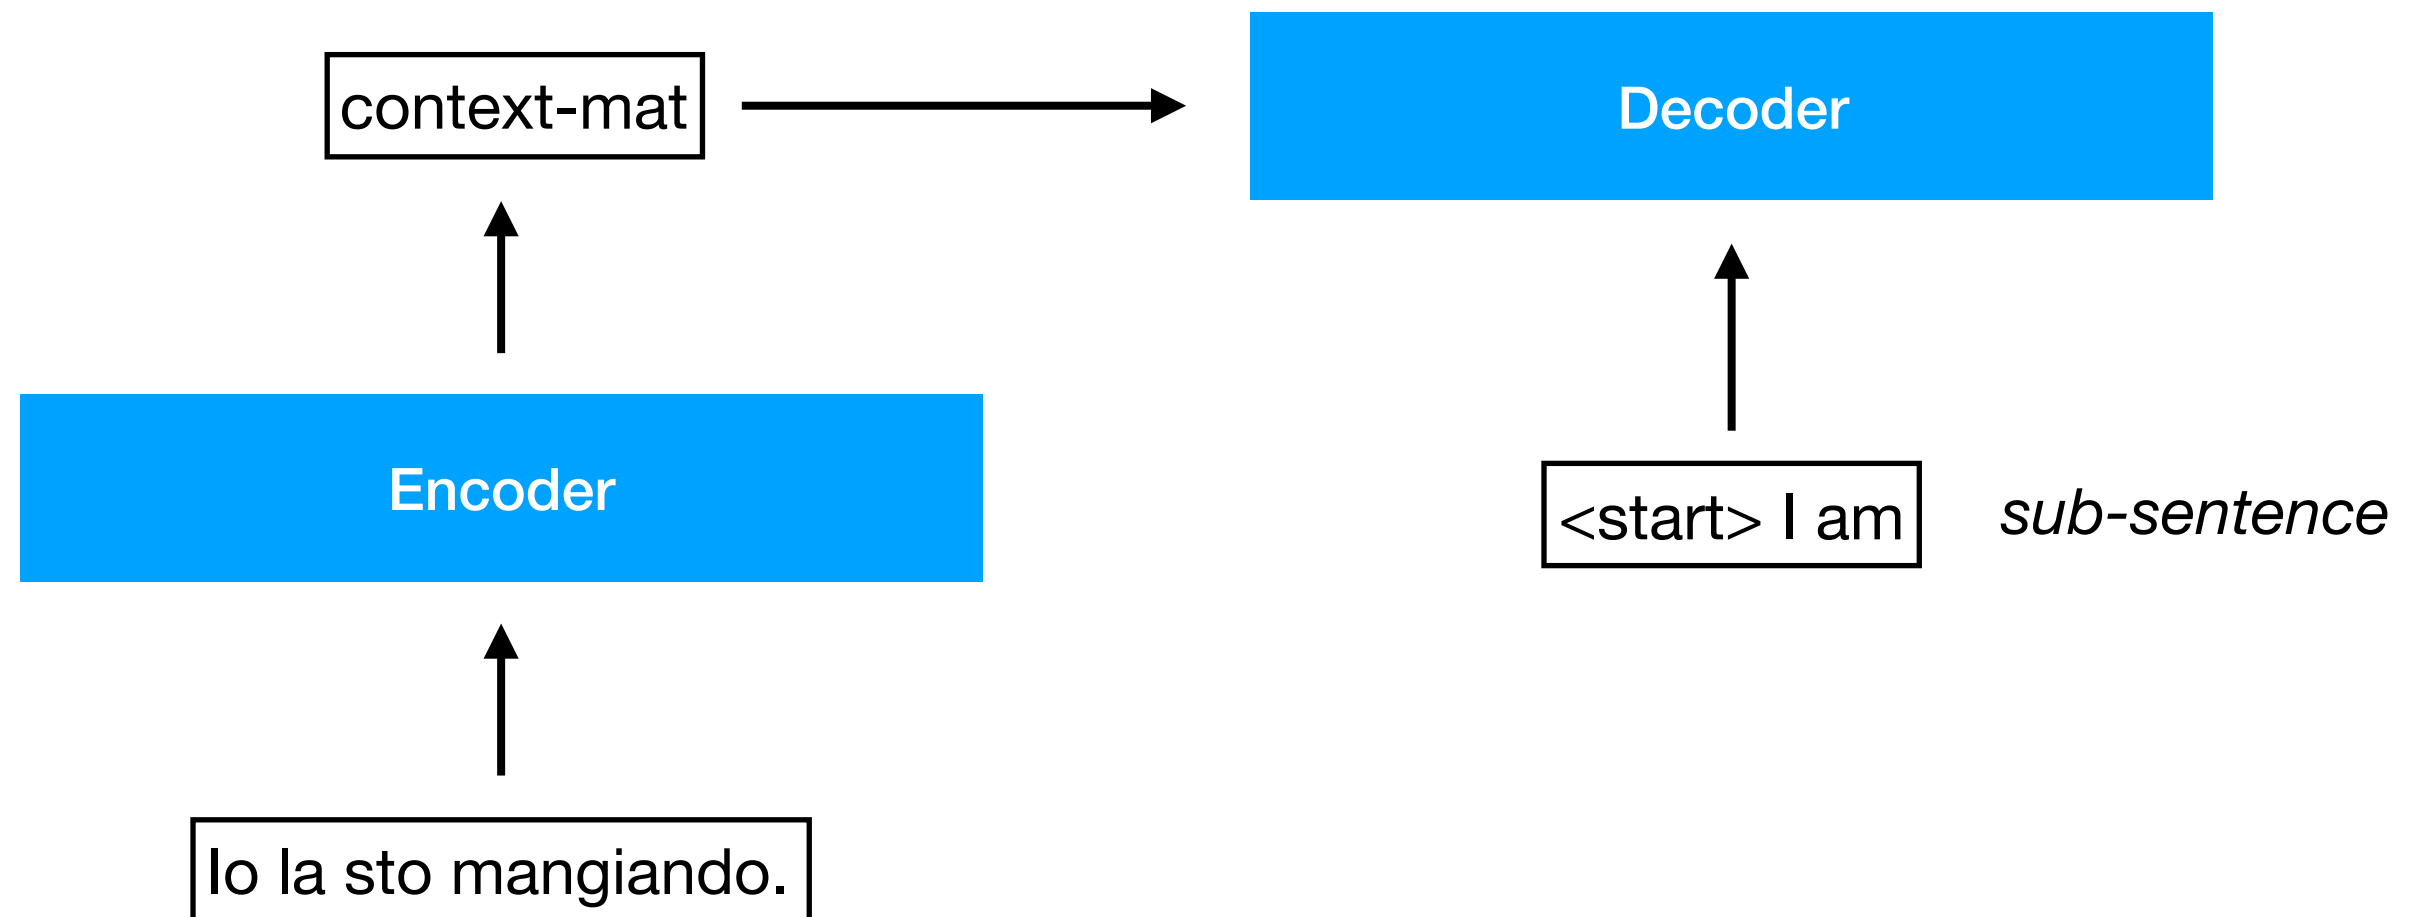 context-mat
Decoder
Encoder
<start> I am
sub-sentence
Io la sto mangiando.